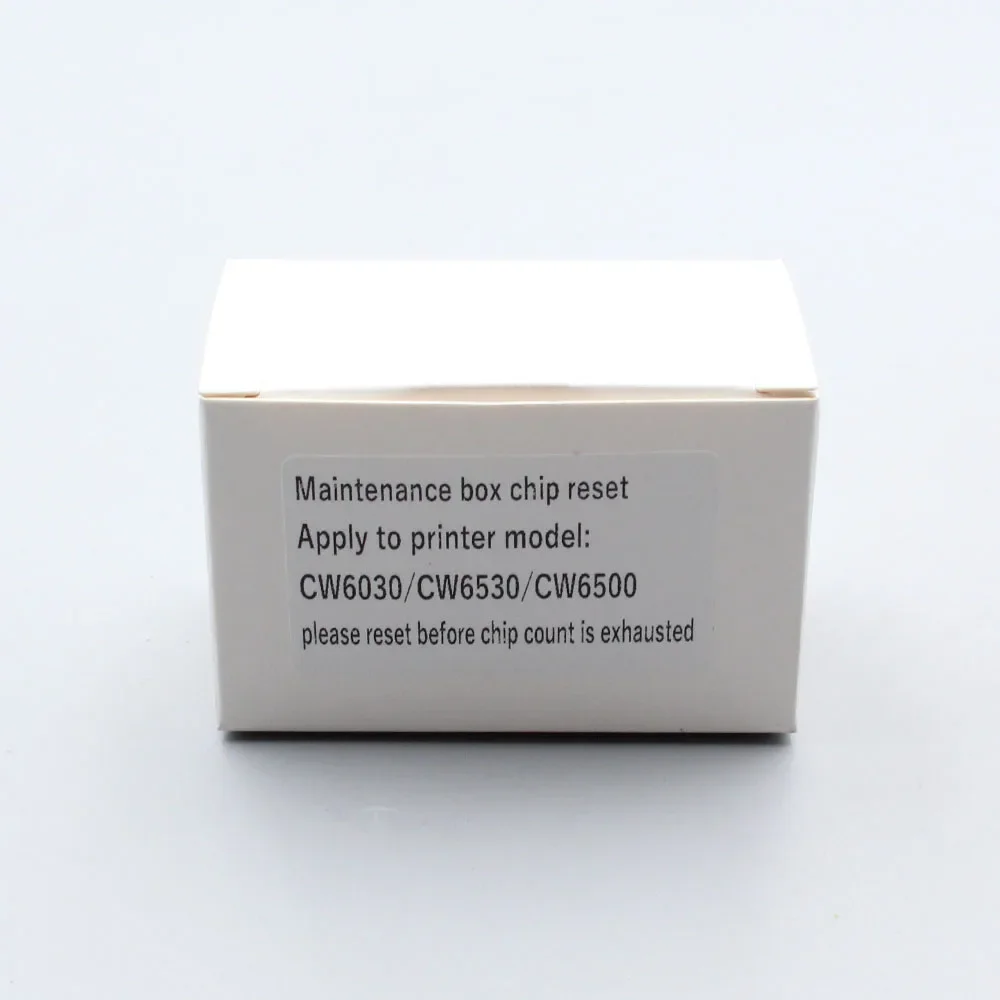 Maintenance box chip reset
Apply to printer model:
CW6030/CW6530/CW6500
please reset before chip count is exhausted